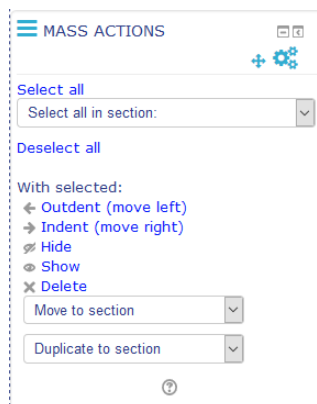 MASS ACTIONS
Select all
Select all in section:
Deselect all
With selected:
Outdent (move left)
Indent (move right)
Hide
Show
Delete
Move to section
Duplicate to section